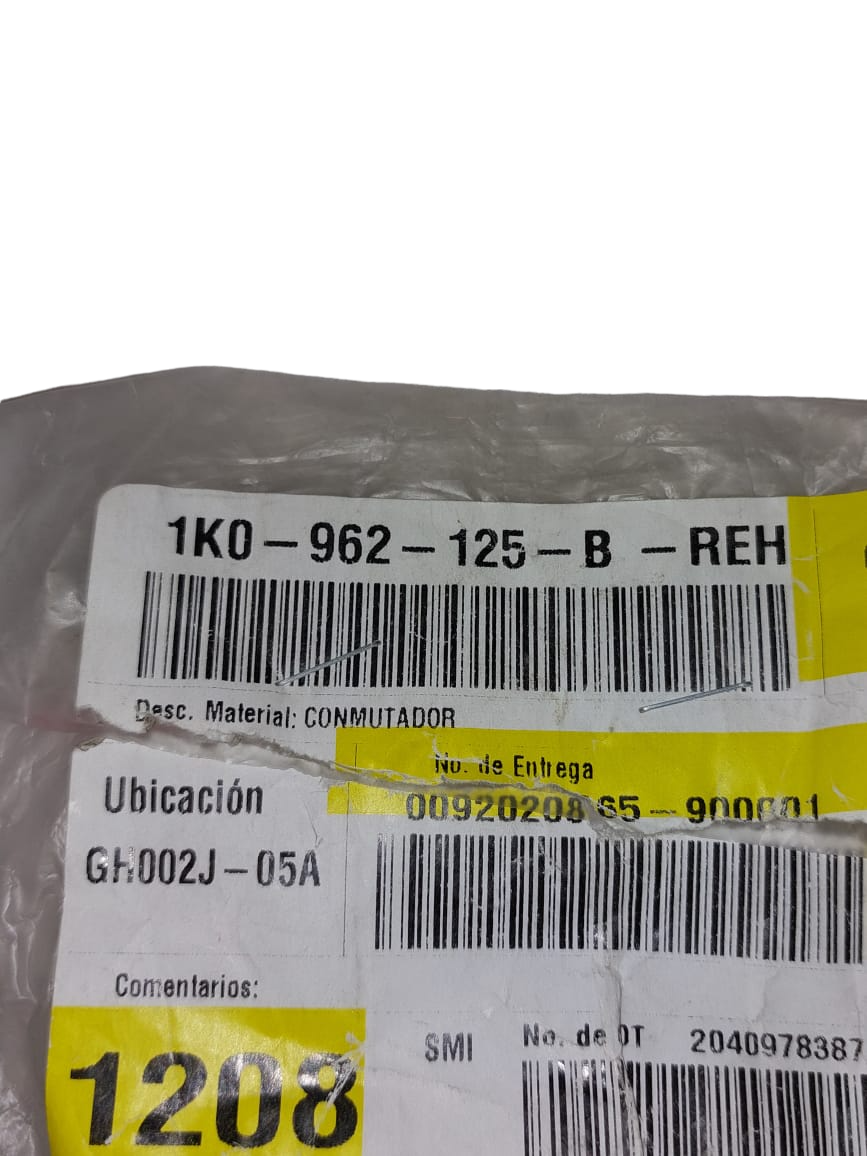 1K0-962-125-B -REH
Desc. Material: CONMUTADOR
No. de Entrega
Ubicación
GH002J-05A
Comentarios:
1208
SMI
No. de OT 2040978387